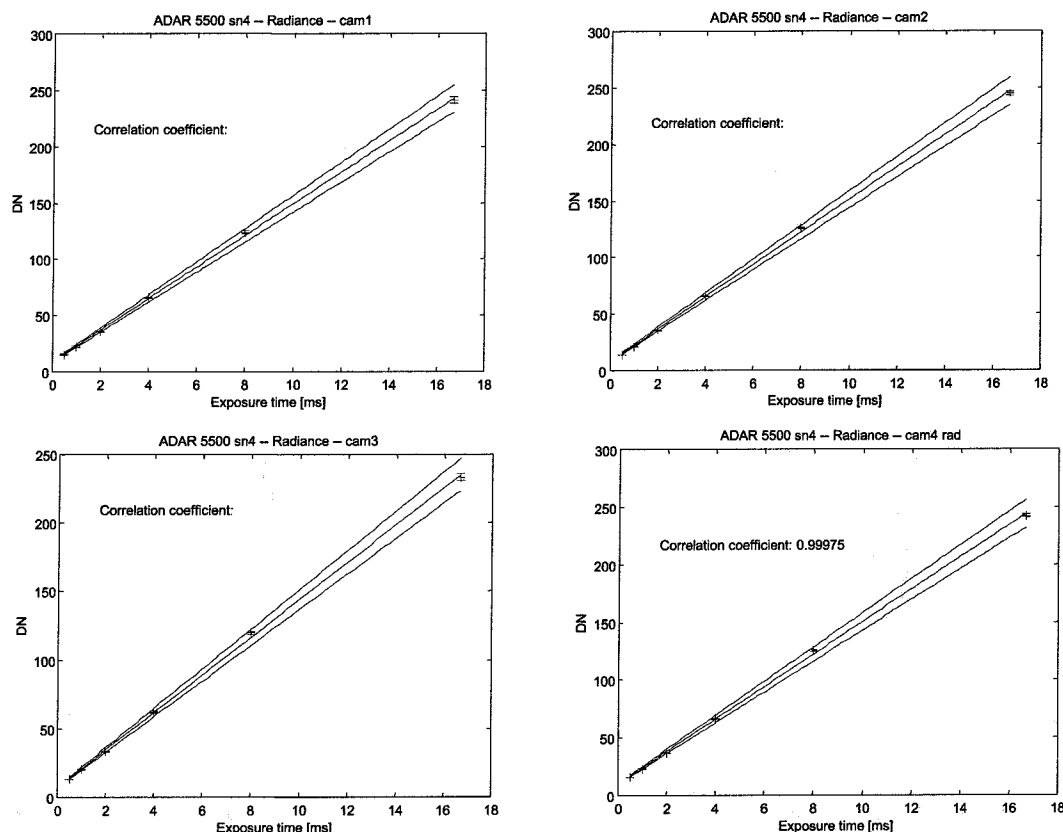 ADAR 5500 sn4 – Radiance – cam1
300
250
200
150
100
50
0
DN
Correlation coefficient:
0 2 4 6 8 10 12 14 16 18
Exposure time [ms]
ADAR 5500 sn4 – Radiance – cam2
300
250
200
150
100
50
0
DN
Correlation coefficient:
0 2 4 6 8 10 12 14 16 18
Exposure time [ms]
ADAR 5500 sn4 – Radiance – cam3
250
200
150
100
50
0
DN
Correlation coefficient:
0 2 4 6 8 10 12 14 16 18
Exposure time [ms]
ADAR 5500 sn4 – Radiance – cam4 rad
300
250
200
150
100
50
0
DN
Correlation coefficient: 0.99975
0 2 4 6 8 10 12 14 16 18
Exposure time [ms]